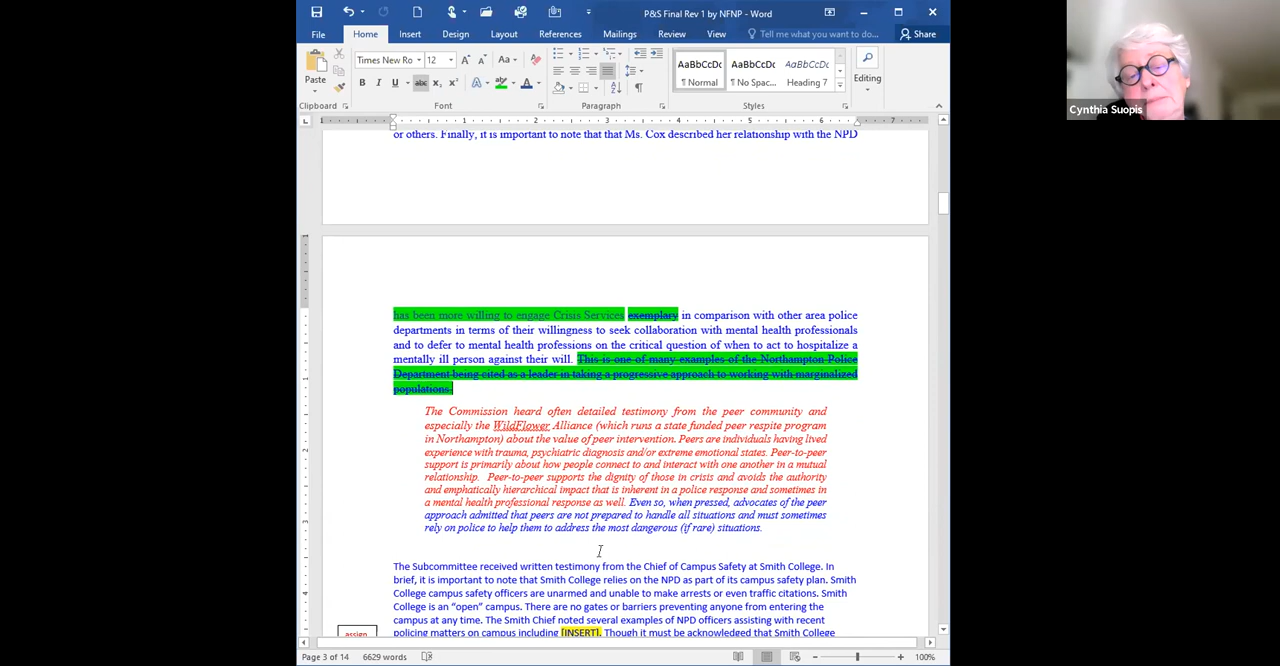 P&S Final Rev 1 by NFNP - Word
File Home Insert Design Layout References Mailings Review View Tell me what you want to do... Share
Times New Ro 12
AaBbCcDc AaBbCcDc AaBbCcDc
Paste
¶ Normal ¶ No Spac... Heading 7
Editing
Clipboard Font Paragraph Styles
Cynthia Suopis
or others. Finally, it is important to note that that Ms. Cox described her relationship with the NPD
has been more willing to engage Crisis Services exemplary in comparison with other area police
departments in terms of their willingness to seek collaboration with mental health professionals
and to defer to mental health professions on the critical question of when to act to hospitalize a
mentally ill person against their will. This is one of many examples of the Northampton Police
Department being cited as a leader in taking a progressive approach to working with marginalized
populations.
The Commission heard often detailed testimony from the peer community and
especially the WildFlower Alliance (which runs a state funded peer respite program
in Northampton) about the value of peer intervention. Peers are individuals having lived
experience with trauma, psychiatric diagnosis and/or extreme emotional states. Peer-to-peer
support is primarily about how people connect to and interact with one another in a mutual
relationship. Peer-to-peer supports the dignity of those in crisis and avoids the authority
and emphatically hierarchical impact that is inherent in a police response and sometimes in
a mental health professional response as well. Even so, when pressed, advocates of the peer
approach admitted that peers are not prepared to handle all situations and must sometimes
rely on police to help them to address the most dangerous (if rare) situations.
The Subcommittee received written testimony from the Chief of Campus Safety at Smith College. In
brief, it is important to note that Smith College relies on the NPD as part of its campus safety plan. Smith
College campus safety officers are unarmed and unable to make arrests or even traffic citations. Smith
College is an “open” campus. There are no gates or barriers preventing anyone from entering the
campus at any time. The Smith Chief noted several examples of NPD officers assisting with recent
policing matters on campus including [INSERT]. Though it must be acknowledged that Smith College
assign
Page 3 of 14 6629 words 100%